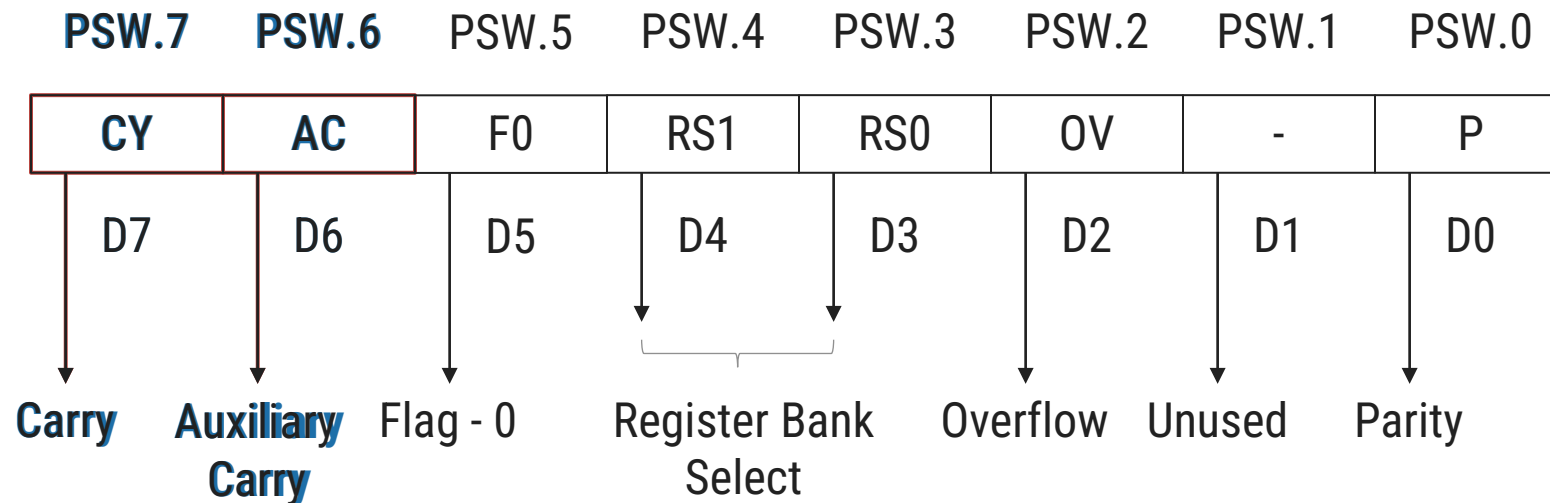 PSW.7 PSW.6 PSW.5 PSW.4 PSW.3 PSW.2 PSW.1 PSW.0
CY AC F0 RS1 RS0 OV - P
D7 D6 D5 D4 D3 D2 D1 D0
Carry Auxiliary Flag - 0 Register Bank Overflow Unused Parity
Carry Select